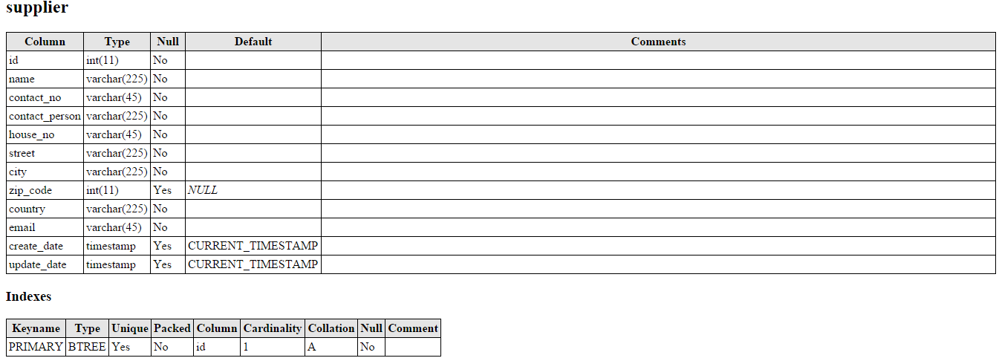 supplier
Column Type Null Default Comments
id int(11) No
name varchar(225) No
contact_no varchar(45) No
contact_person varchar(225) No
house_no varchar(45) No
street varchar(225) No
city varchar(225) No
zip_code int(11) Yes NULL
country varchar(225) No
email varchar(45) No
create_date timestamp Yes CURRENT_TIMESTAMP
update_date timestamp Yes CURRENT_TIMESTAMP
Indexes
Keyname Type Unique Packed Column Cardinality Collation Null Comment
PRIMARY BTREE Yes No id 1 A No